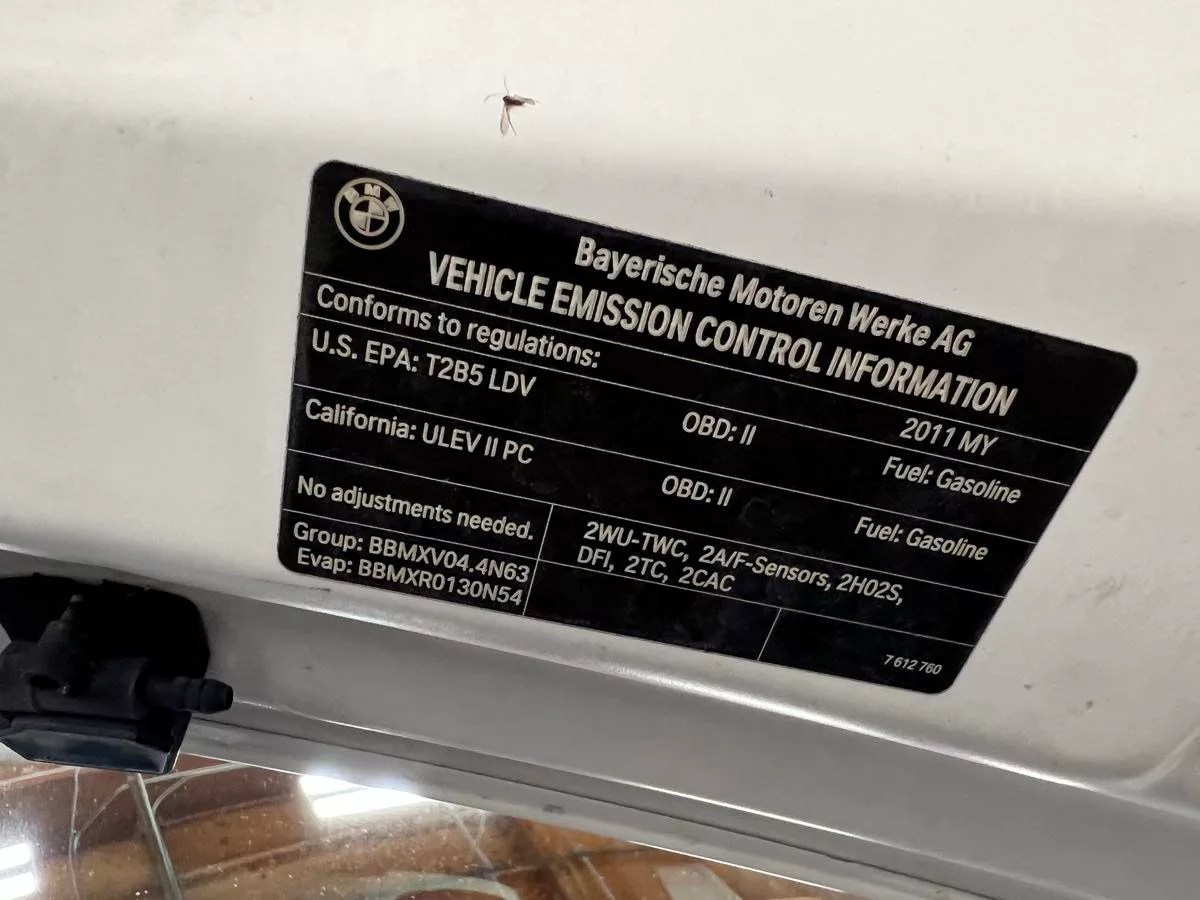 BMW
Bayerische Motoren Werke AG
VEHICLE EMISSION CONTROL INFORMATION
Conforms to regulations: 2011 MY
U.S. EPA: T2B5 LDV OBD: II Fuel: Gasoline
California: ULEV II PC OBD: II Fuel: Gasoline
No adjustments needed.
2WU-TWC, 2A/F-Sensors, 2HO2S,
DFI, 2TC, 2CAC
Group: BBMXV04.4N63
Evap: BBMXR0130N54
7 612 760